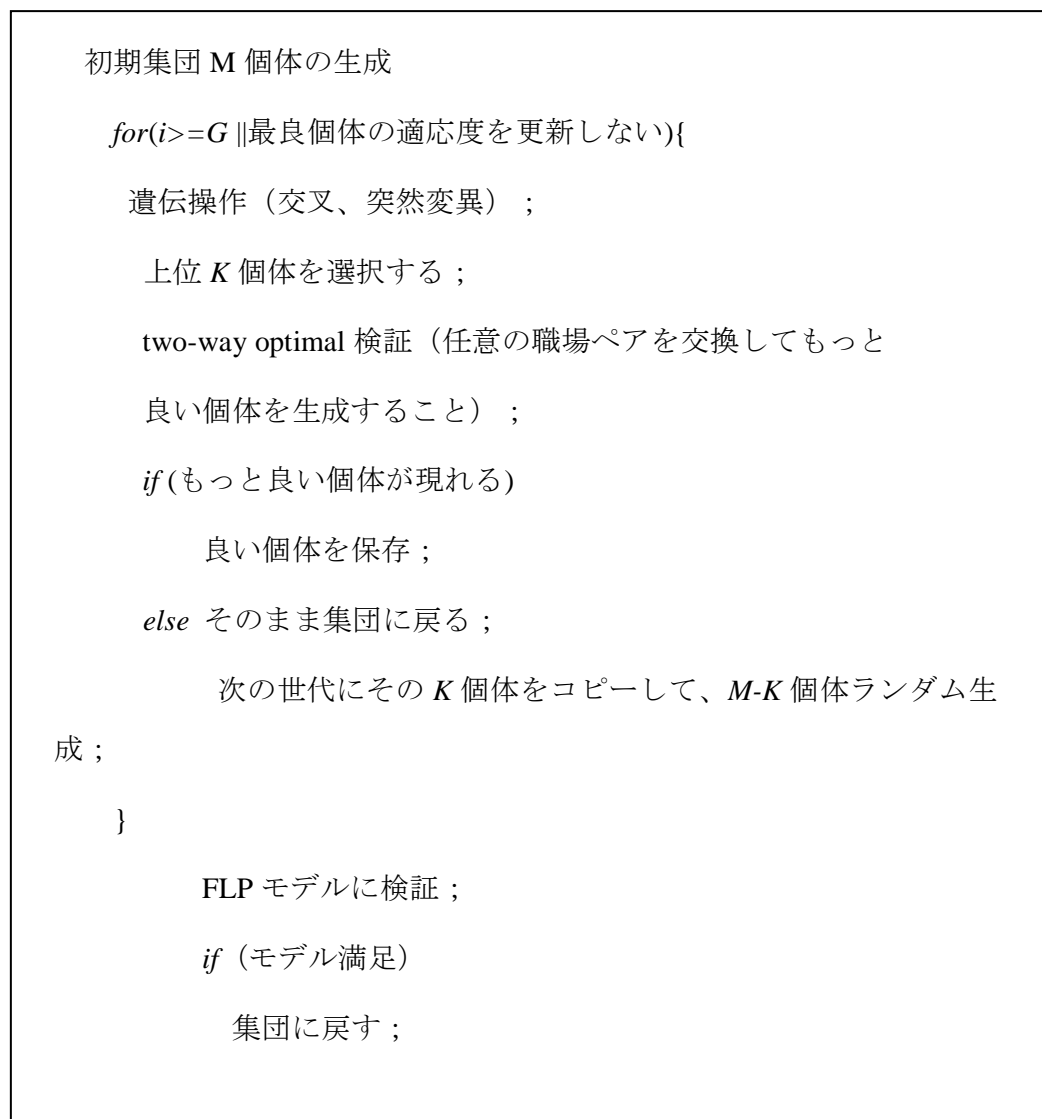 初期集団 M 個体の生成
for(i>=G ||最良個体の適応度を更新しない){
遺伝操作（交叉、突然変異）;
上位 K 個体を選択する;
two-way optimal 検証（任意の職場ペアを交換してもっと
良い個体を生成すること）;
if (もっと良い個体が現れる)
良い個体を保存;
else そのまま集団に戻る;
次の世代にその K 個体をコピーして、M-K 個体ランダム生
成;
}
FLP モデルに検証;
if（モデル満足）
集団に戻す;